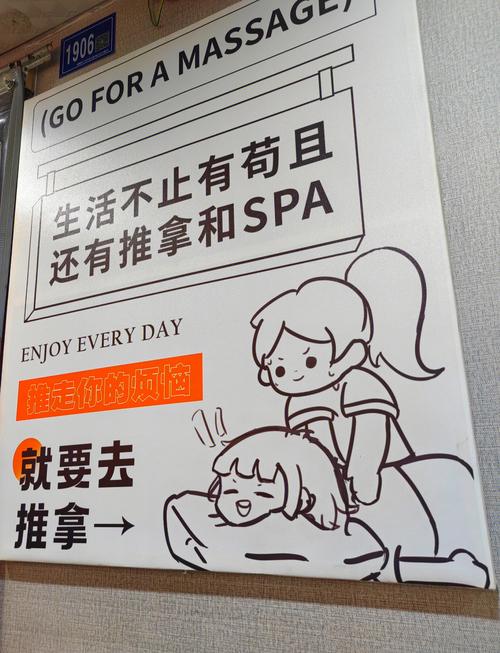 1906
(GO FOR A MASSAGE)
生活不止有苟且
还有推拿和SPA
ENJOY EVERY DAY
推走你的烦恼
就要去
推拿→